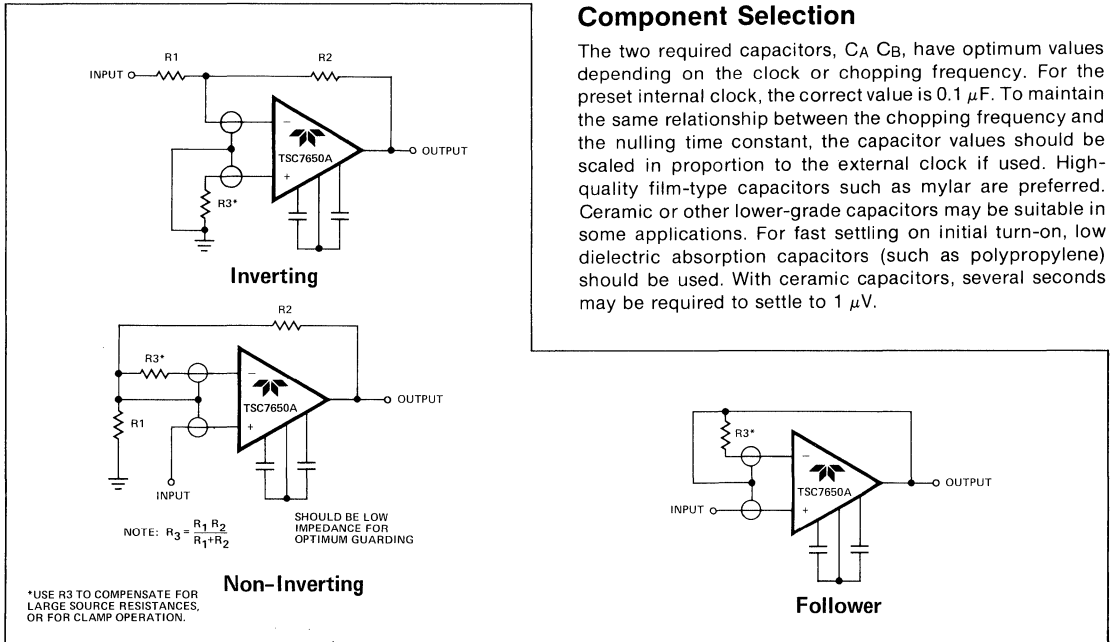 R1
R2
INPUT
−
TSC7650A
+
OUTPUT
R3*
Inverting
R2
R3*
−
TSC7650A
OUTPUT
R1
+
INPUT
NOTE: R3 = R1 R2
R1+R2
SHOULD BE LOW
IMPEDANCE FOR
OPTIMUM GUARDING
Non-Inverting
*USE R3 TO COMPENSATE FOR
LARGE SOURCE RESISTANCES,
OR FOR CLAMP OPERATION.
Component Selection
The two required capacitors, CA CB, have optimum values
depending on the clock or chopping frequency. For the
preset internal clock, the correct value is 0.1 μF. To maintain
the same relationship between the chopping frequency and
the nulling time constant, the capacitor values should be
scaled in proportion to the external clock if used. High-
quality film-type capacitors such as mylar are preferred.
Ceramic or other lower-grade capacitors may be suitable in
some applications. For fast settling on initial turn-on, low
dielectric absorption capacitors (such as polypropylene)
should be used. With ceramic capacitors, several seconds
may be required to settle to 1 μV.
R3*
−
TSC7650A
OUTPUT
INPUT
+
Follower